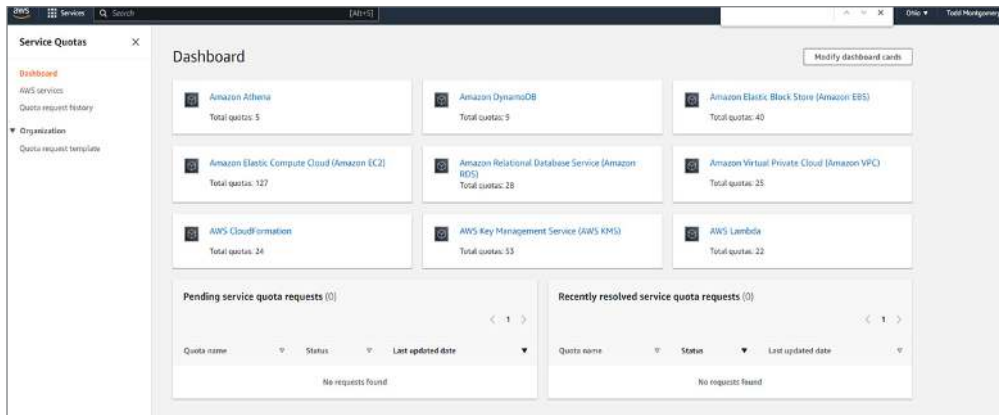 aws Services Search [Alt+S] Ohio Todd Montgomery
Service Quotas
Dashboard
AWS services
Quota request history
Organization
Quota request template
Dashboard
Modify dashboard cards
Amazon Athena
Total quotas: 5
Amazon DynamoDB
Total quotas: 9
Amazon Elastic Block Store (Amazon EBS)
Total quotas: 40
Amazon Elastic Compute Cloud (Amazon EC2)
Total quotas: 127
Amazon Relational Database Service (Amazon
RDS)
Total quotas: 28
Amazon Virtual Private Cloud (Amazon VPC)
Total quotas: 25
AWS CloudFormation
Total quotas: 24
AWS Key Management Service (AWS KMS)
Total quotas: 53
AWS Lambda
Total quotas: 22
Pending service quota requests (0)
1
Quota name Status Last updated date
No requests found
Recently resolved service quota requests (0)
1
Quota name Status Last updated date
No requests found